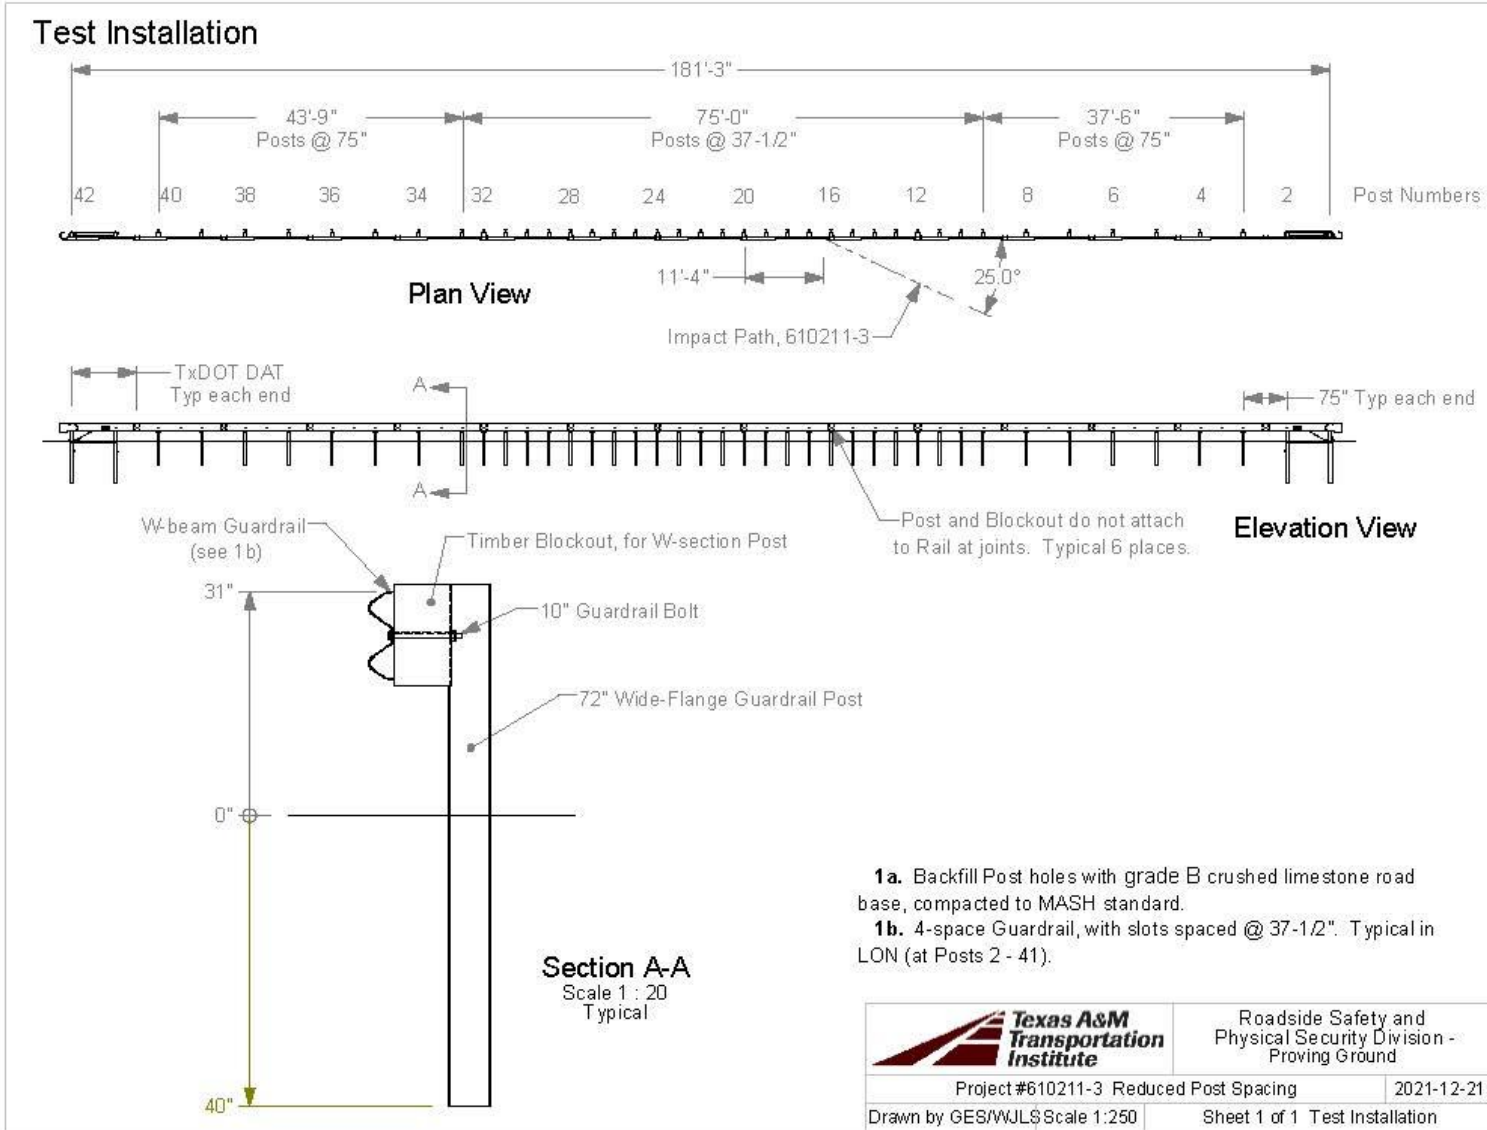 Test Installation
181'-3"
43'-9"
Posts @ 75"
75'-0"
Posts @ 37-1/2"
37'-6"
Posts @ 75"
42 40 38 36 34 32 28 24 20 16 12 8 6 4 2 Post Numbers
11'-4"
25.0°
Plan View
Impact Path, 610211-3
TxDOT DAT
Typ each end
A
75" Typ each end
A
Post and Blockout do not attach
to Rail at joints. Typical 6 places.
Elevation View
W-beam Guardrail
(see 1b)
Timber Blockout, for W-section Post
31"
10" Guardrail Bolt
72" Wide-Flange Guardrail Post
0"
1a. Backfill Post holes with grade B crushed limestone road
base, compacted to MASH standard.
1b. 4-space Guardrail, with slots spaced @ 37-1/2". Typical in
LON (at Posts 2 - 41).
Section A-A
Scale 1 : 20
Typical
40"
Texas A&M
Transportation
Institute
Roadside Safety and
Physical Security Division -
Proving Ground
Project #610211-3 Reduced Post Spacing 2021-12-21
Drawn by GES/WJLS Scale 1:250 Sheet 1 of 1 Test Installation